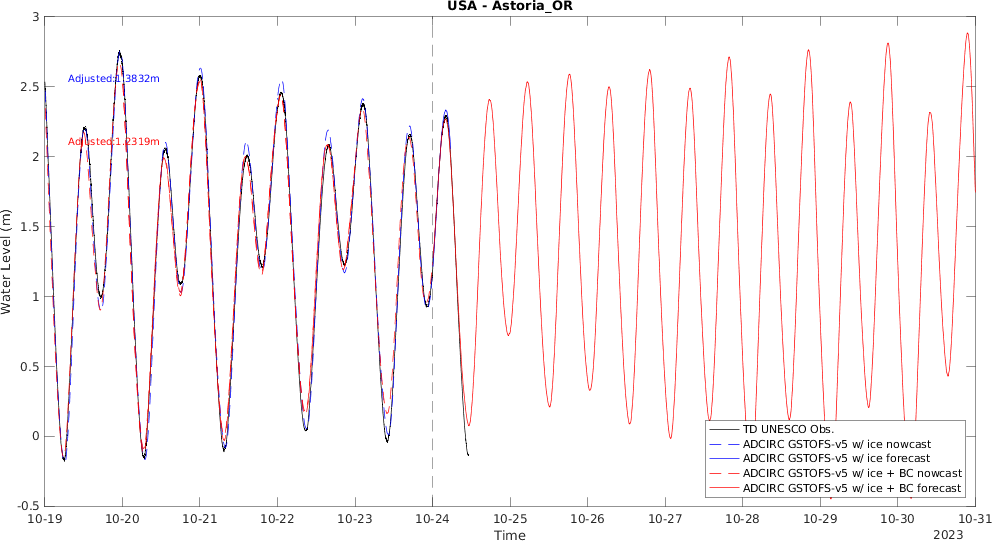 USA - Astoria_OR
Water Level (m)
3
2.5
2
1.5
1
0.5
0
-0.5
Adjusted:1.3832m
Adjusted:1.2319m
TD UNESCO Obs.
ADCIRC GSTOFS-v5 w/ ice nowcast
ADCIRC GSTOFS-v5 w/ ice forecast
ADCIRC GSTOFS-v5 w/ ice + BC nowcast
ADCIRC GSTOFS-v5 w/ ice + BC forecast
10-19 10-20 10-21 10-22 10-23 10-24 10-25 10-26 10-27 10-28 10-29 10-30 10-31
Time
2023